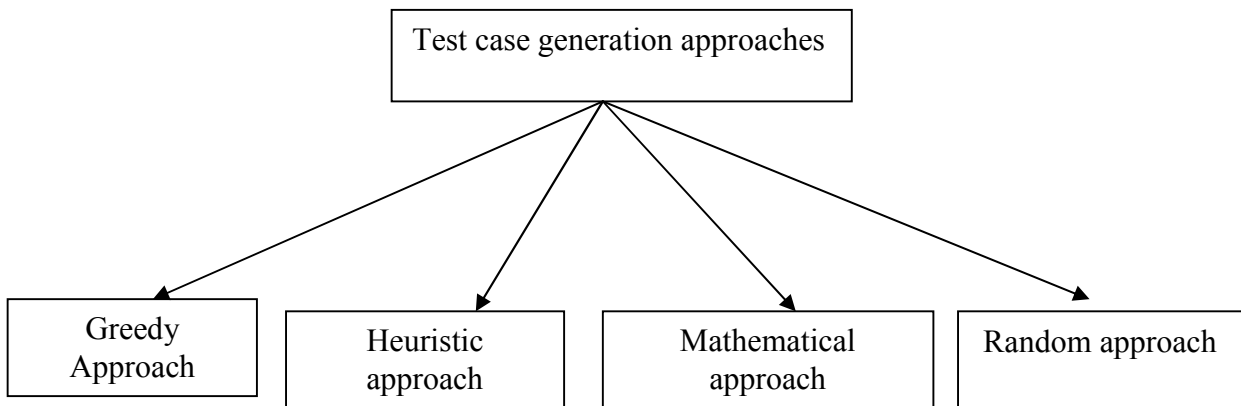 Test case generation approaches
Greedy
Approach
Heuristic
approach
Mathematical
approach
Random approach